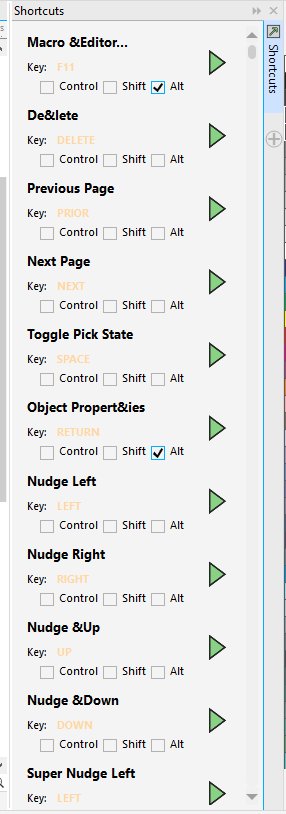 Shortcuts
Macro &Editor...
Key: F11
Control Shift Alt
De&lete
Key: DELETE
Control Shift Alt
Previous Page
Key: PRIOR
Control Shift Alt
Next Page
Key: NEXT
Control Shift Alt
Toggle Pick State
Key: SPACE
Control Shift Alt
Object Propert&ies
Key: RETURN
Control Shift Alt
Nudge Left
Key: LEFT
Control Shift Alt
Nudge Right
Key: RIGHT
Control Shift Alt
Nudge &Up
Key: UP
Control Shift Alt
Nudge &Down
Key: DOWN
Control Shift Alt
Super Nudge Left
Key: LEFT
Shortcuts